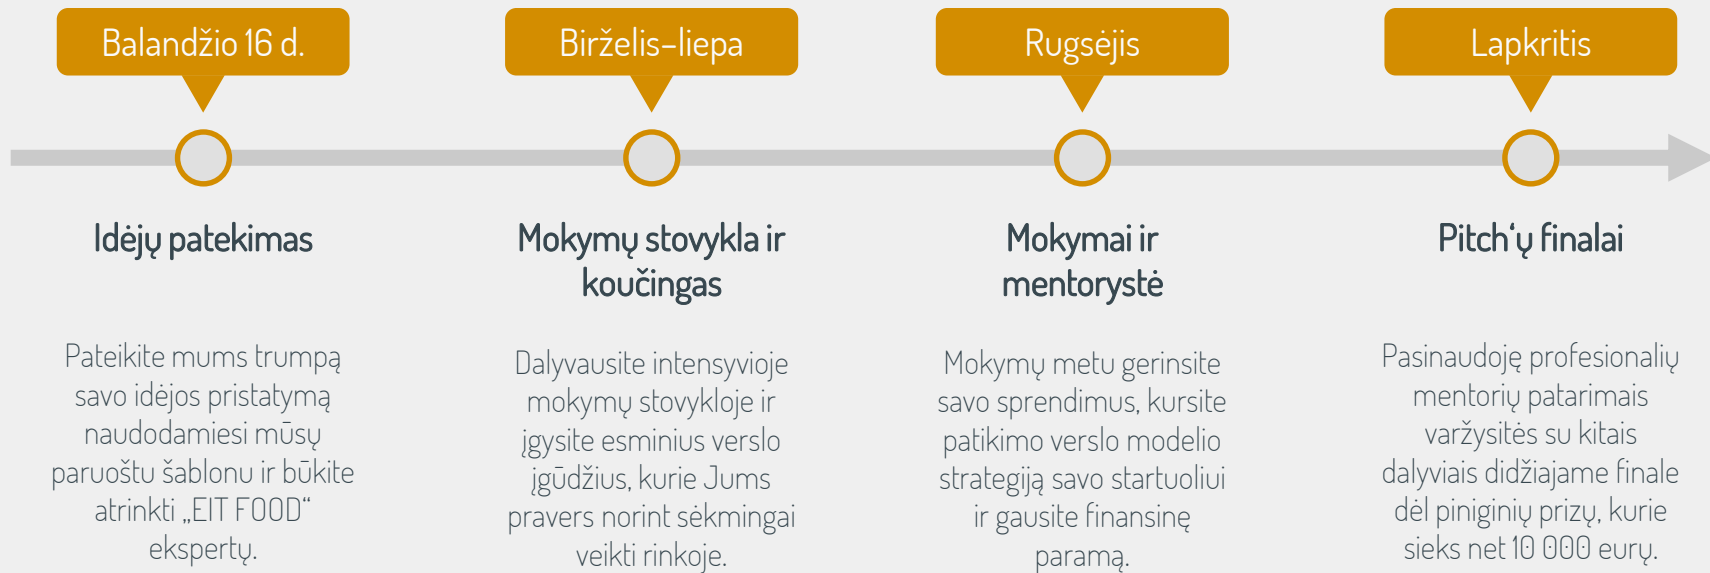 Balandžio 16 d.
Birželis–liepa
Rugsėjis
Lapkritis
Idėjų patekimas
Pateikite mums trumpą
savo idėjos pristatymą
naudodamiesi mūsų
paruoštu šablonu ir būkite
atrinkti „EIT FOOD“
ekspertų.
Mokymų stovykla ir
koučingas
Dalyvausite intensyvioje
mokymų stovykloje ir
įgysite esminius verslo
įgūdžius, kurie Jums
pravers norint sėkmingai
veikti rinkoje.
Mokymai ir
mentorystė
Mokymų metu gerinsite
savo sprendimus, kursite
patikimo verslo modelio
strategiją savo startuoliui
ir gausite finansinę
paramą.
Pitch‘ų finalai
Pasinaudoję profesionalių
mentorių patarimais
varžysitės su kitais
dalyviais didžiajame finale
dėl piniginių prizų, kurie
sieks net 10 000 eurų.